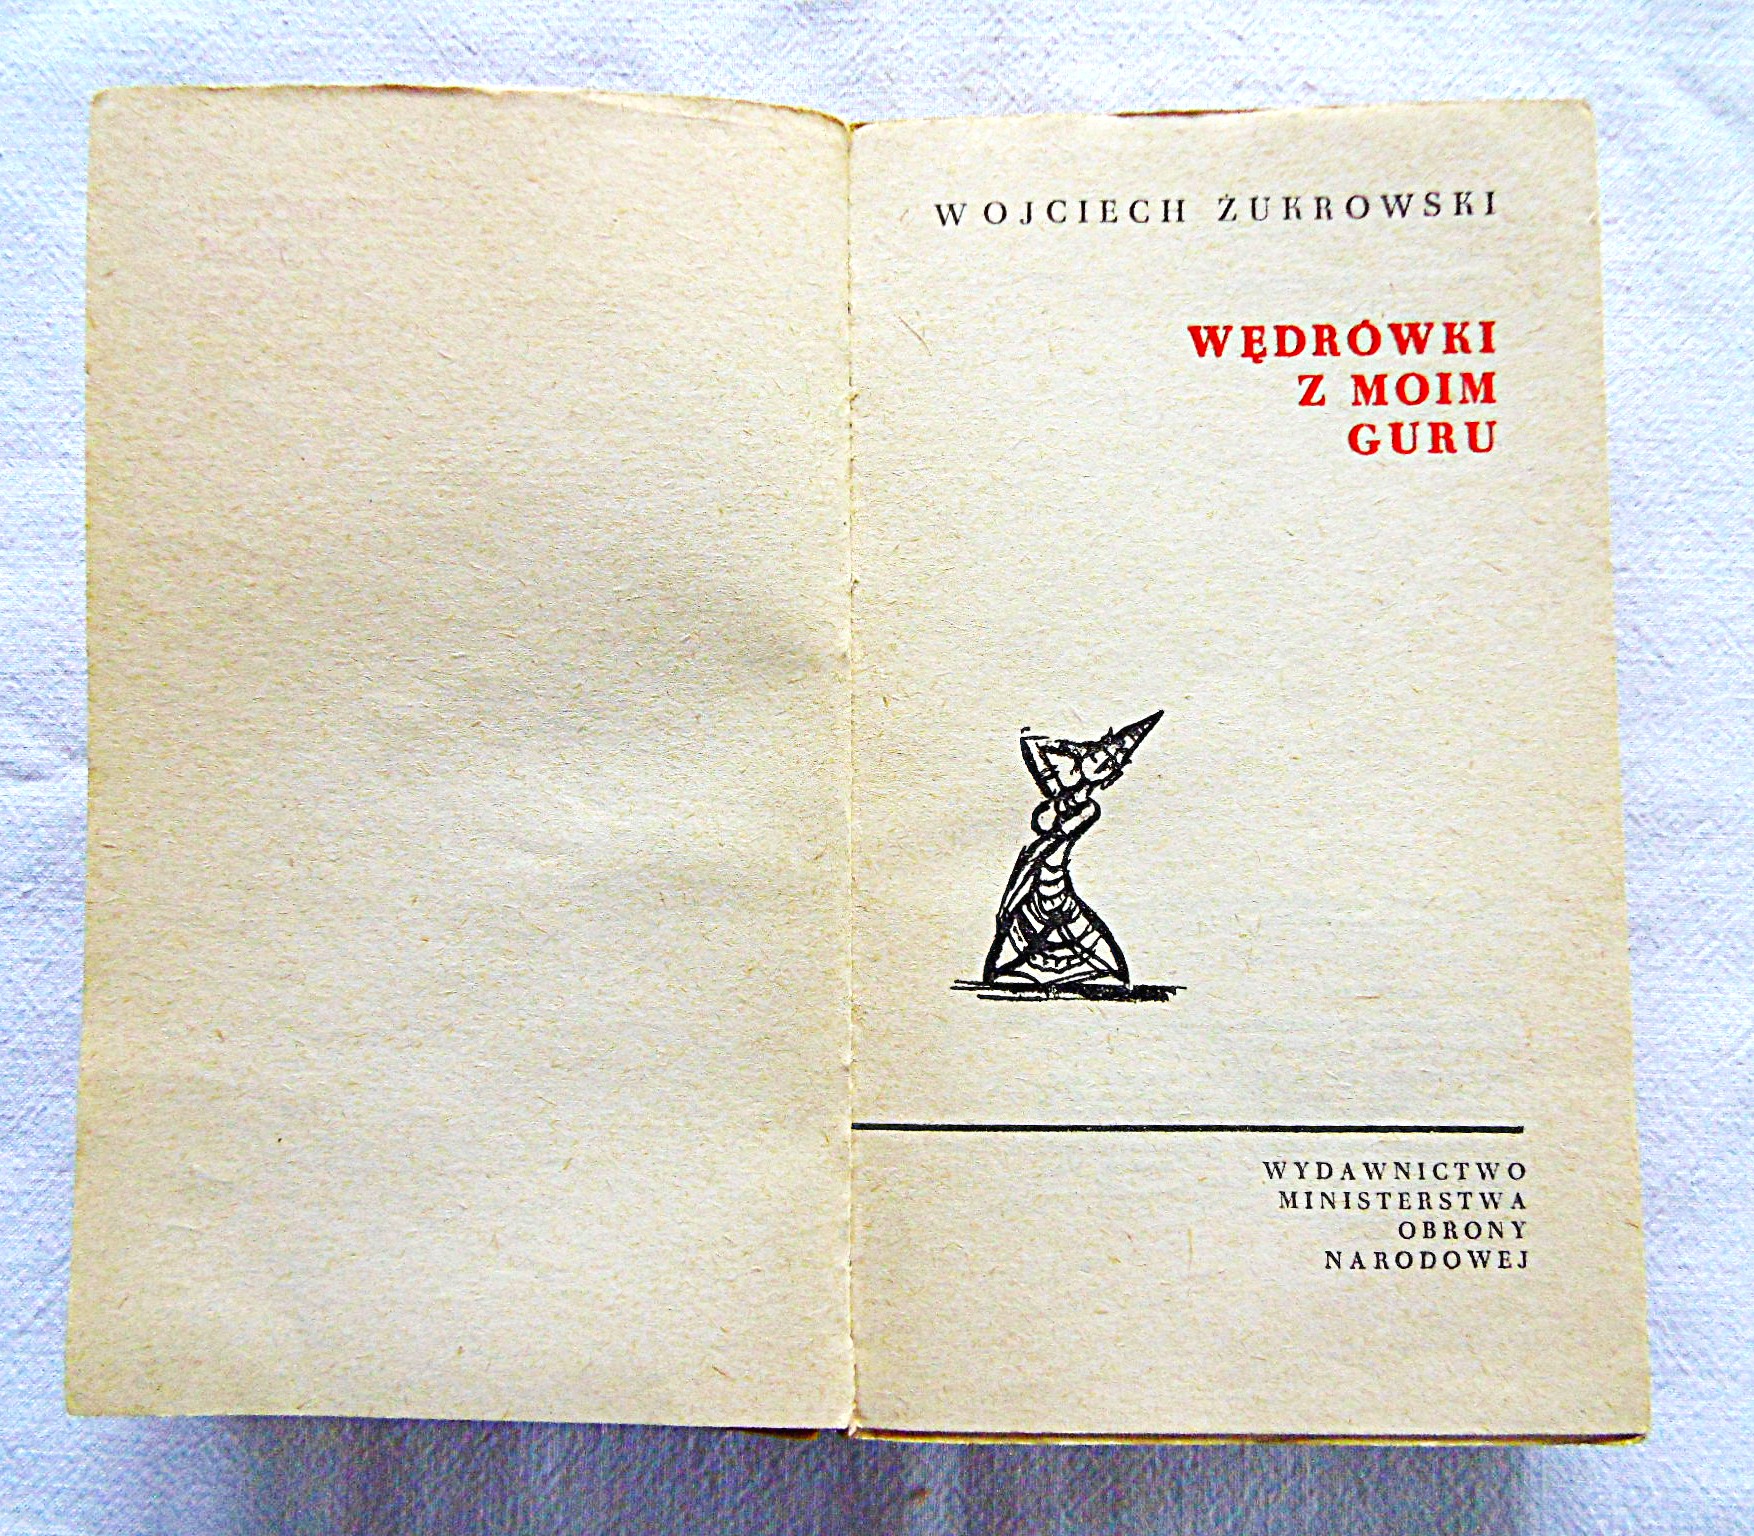 WOJCIECH ŻUKROWSKI
WĘDRÓWKI
Z MOIM
GURU
WYDAWNICTWO
MINISTERSTWA
OBRONY
NARODOWEJ